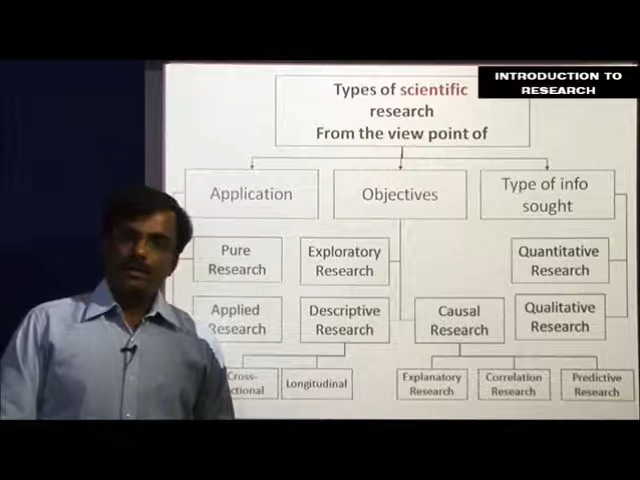 INTRODUCTION TO
RESEARCH
Types of scientific
research
From the view point of
Application
Objectives
Type of info
sought
Pure
Research
Exploratory
Research
Quantitative
Research
Applied
Research
Descriptive
Research
Causal
Research
Qualitative
Research
Cross-
ctional
Longitudinal
Explanatory
Research
Correlation
Research
Predictive
Research